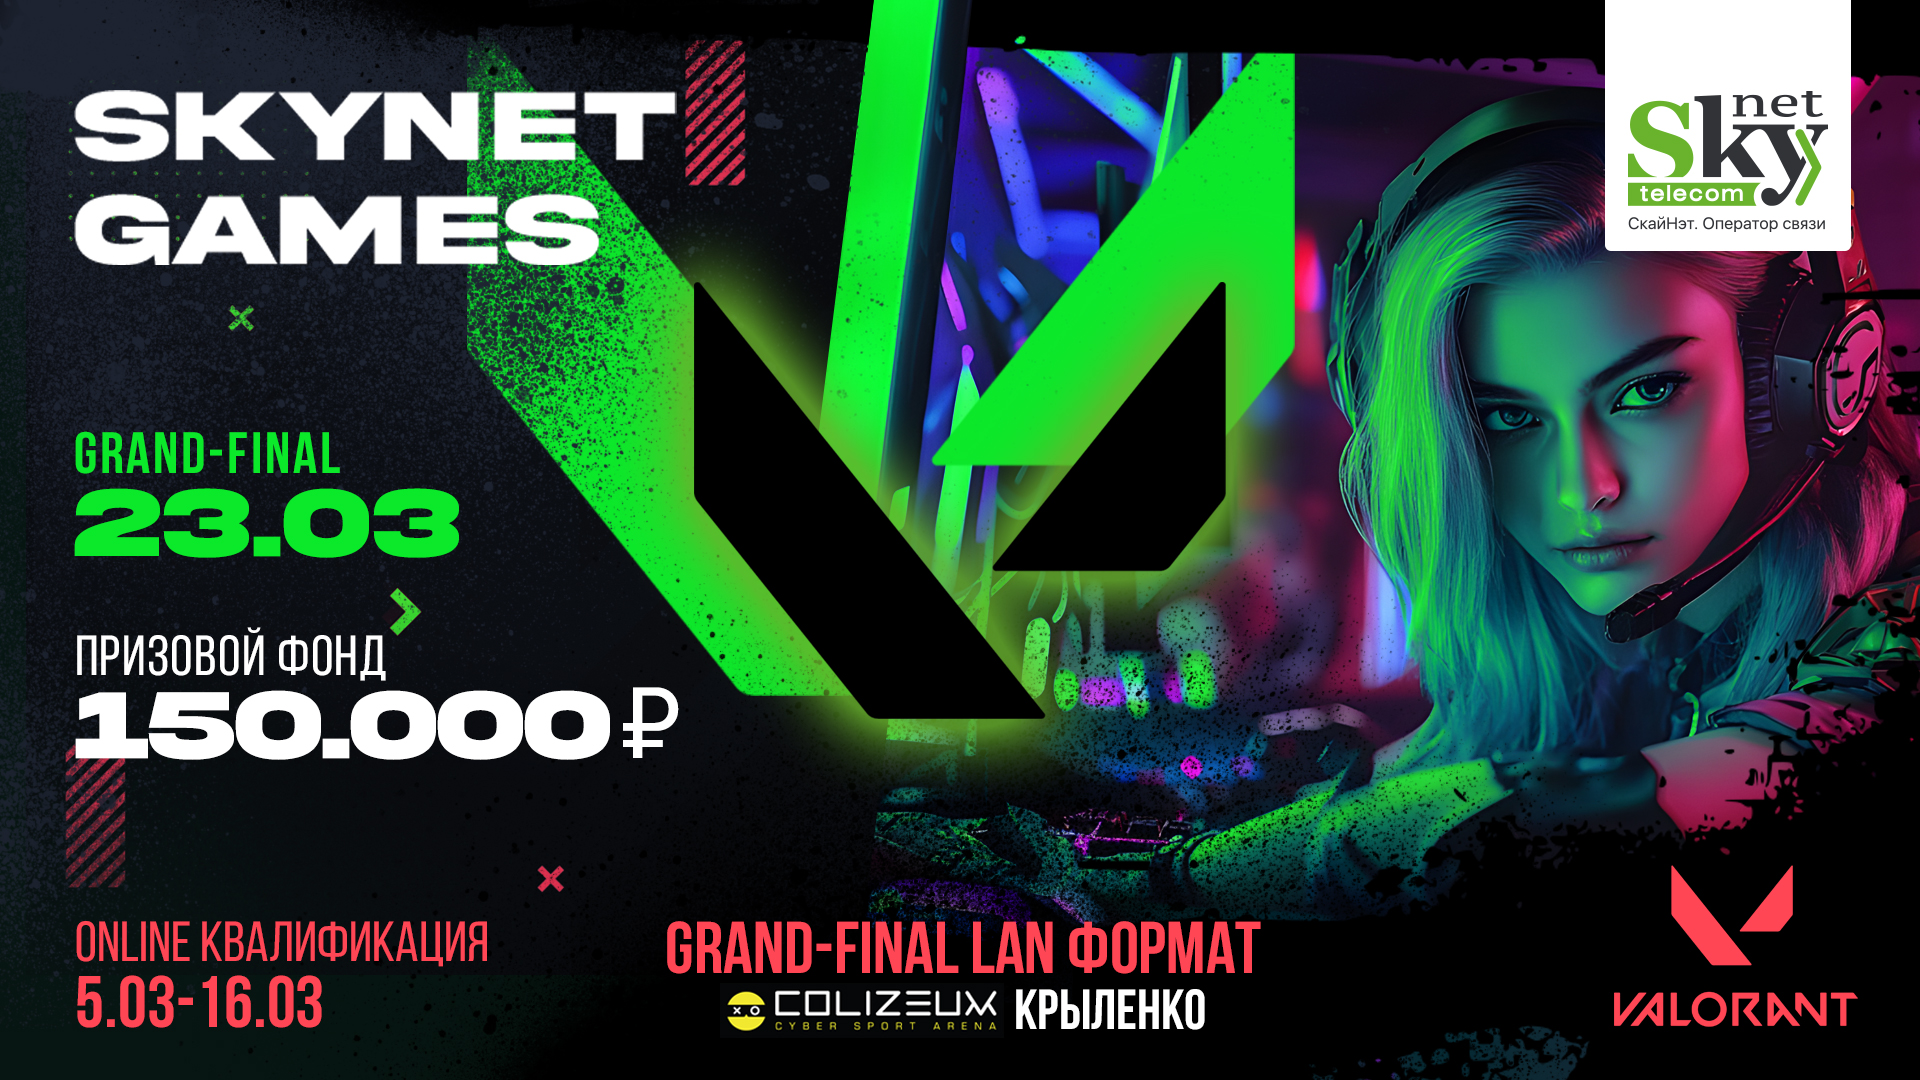 SKYNET
GAMES
GRAND-FINAL
23.03
ПРИЗОВОЙ ФОНД
150.000 ₽
ONLINE КВАЛИФИКАЦИЯ
5.03-16.03
GRAND-FINAL LAN ФОРМАТ
COLIZEUM
CYBER SPORT ARENA
КРЫЛЕНКО
Sky net
telecom
СкайНэт. Оператор связи
VALORANT